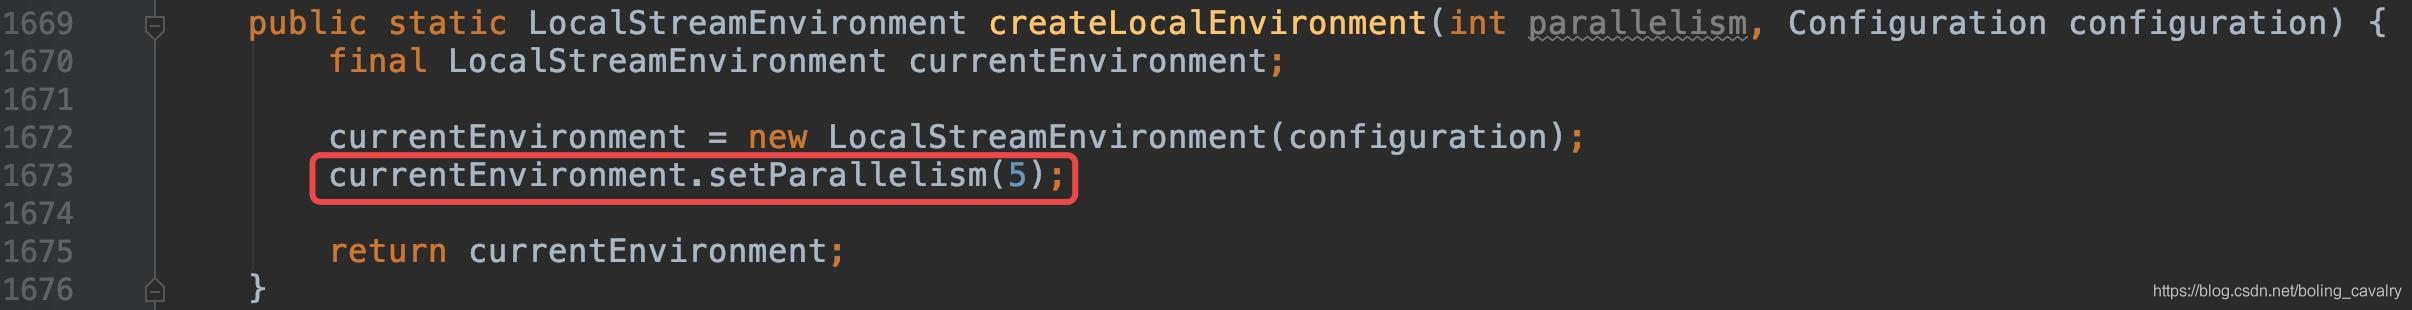 1669 public static LocalStreamEnvironment createLocalEnvironment(int parallelism, Configuration configuration) {
1670 final LocalStreamEnvironment currentEnvironment;
1671
1672 currentEnvironment = new LocalStreamEnvironment(configuration);
1673 currentEnvironment.setParallelism(5);
1674
1675 return currentEnvironment;
1676 }
https://blog.csdn.net/boling_cavalry